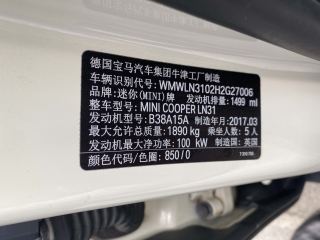 德国宝马汽车集团牛津工厂制造
车辆识别代号: WMWLN3102H2G27006
品牌: 迷你(MINI)牌 发动机排量: 1499 ml
整车型号: MINI COOPER LN31
发动机型号: B38A15A 制造年月: 2017.03
最大允许总质量: 1890 kg 乘坐人数: 5 人
发动机最大净功率: 100 kW 制造国: 英国
颜色代码/色圈: 850/0